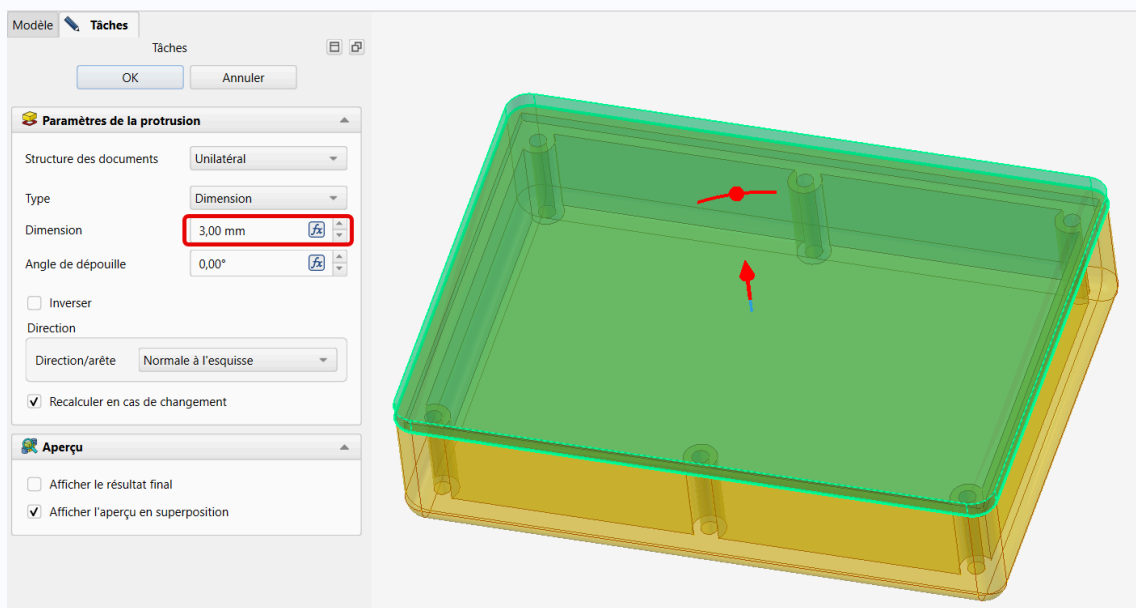 Modèle Tâches
Tâches
OK Annuler
Paramètres de la protrusion
Structure des documents Unilatéral
Type Dimension
Dimension 3,00 mm fx
Angle de dépouille 0,00° fx
Inverser
Direction
Direction/arête Normale à l'esquisse
Recalculer en cas de changement
Aperçu
Afficher le résultat final
Afficher l'aperçu en superposition